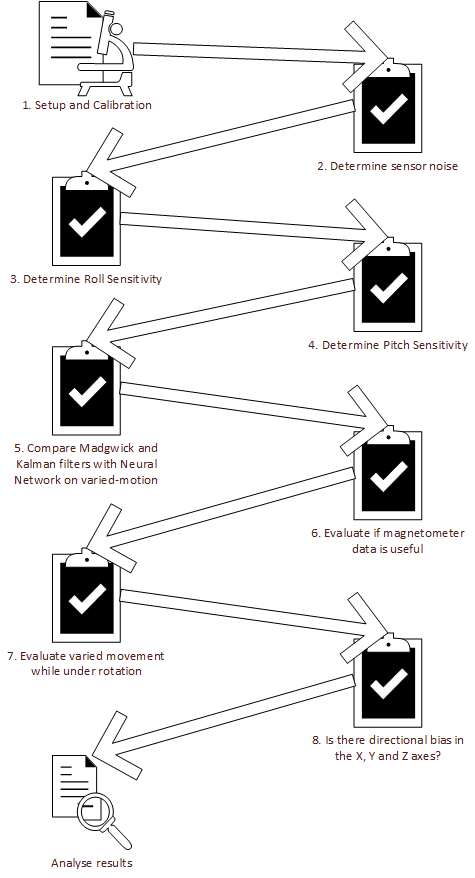 1. Setup and Calibration
2. Determine sensor noise
3. Determine Roll Sensitivity
4. Determine Pitch Sensitivity
5. Compare Madgwick and
Kalman filters with Neural
Network on varied-motion
6. Evaluate if magnetometer
data is useful
7. Evaluate varied movement
while under rotation
8. Is there directional bias in
the X, Y and Z axes?
Analyse results